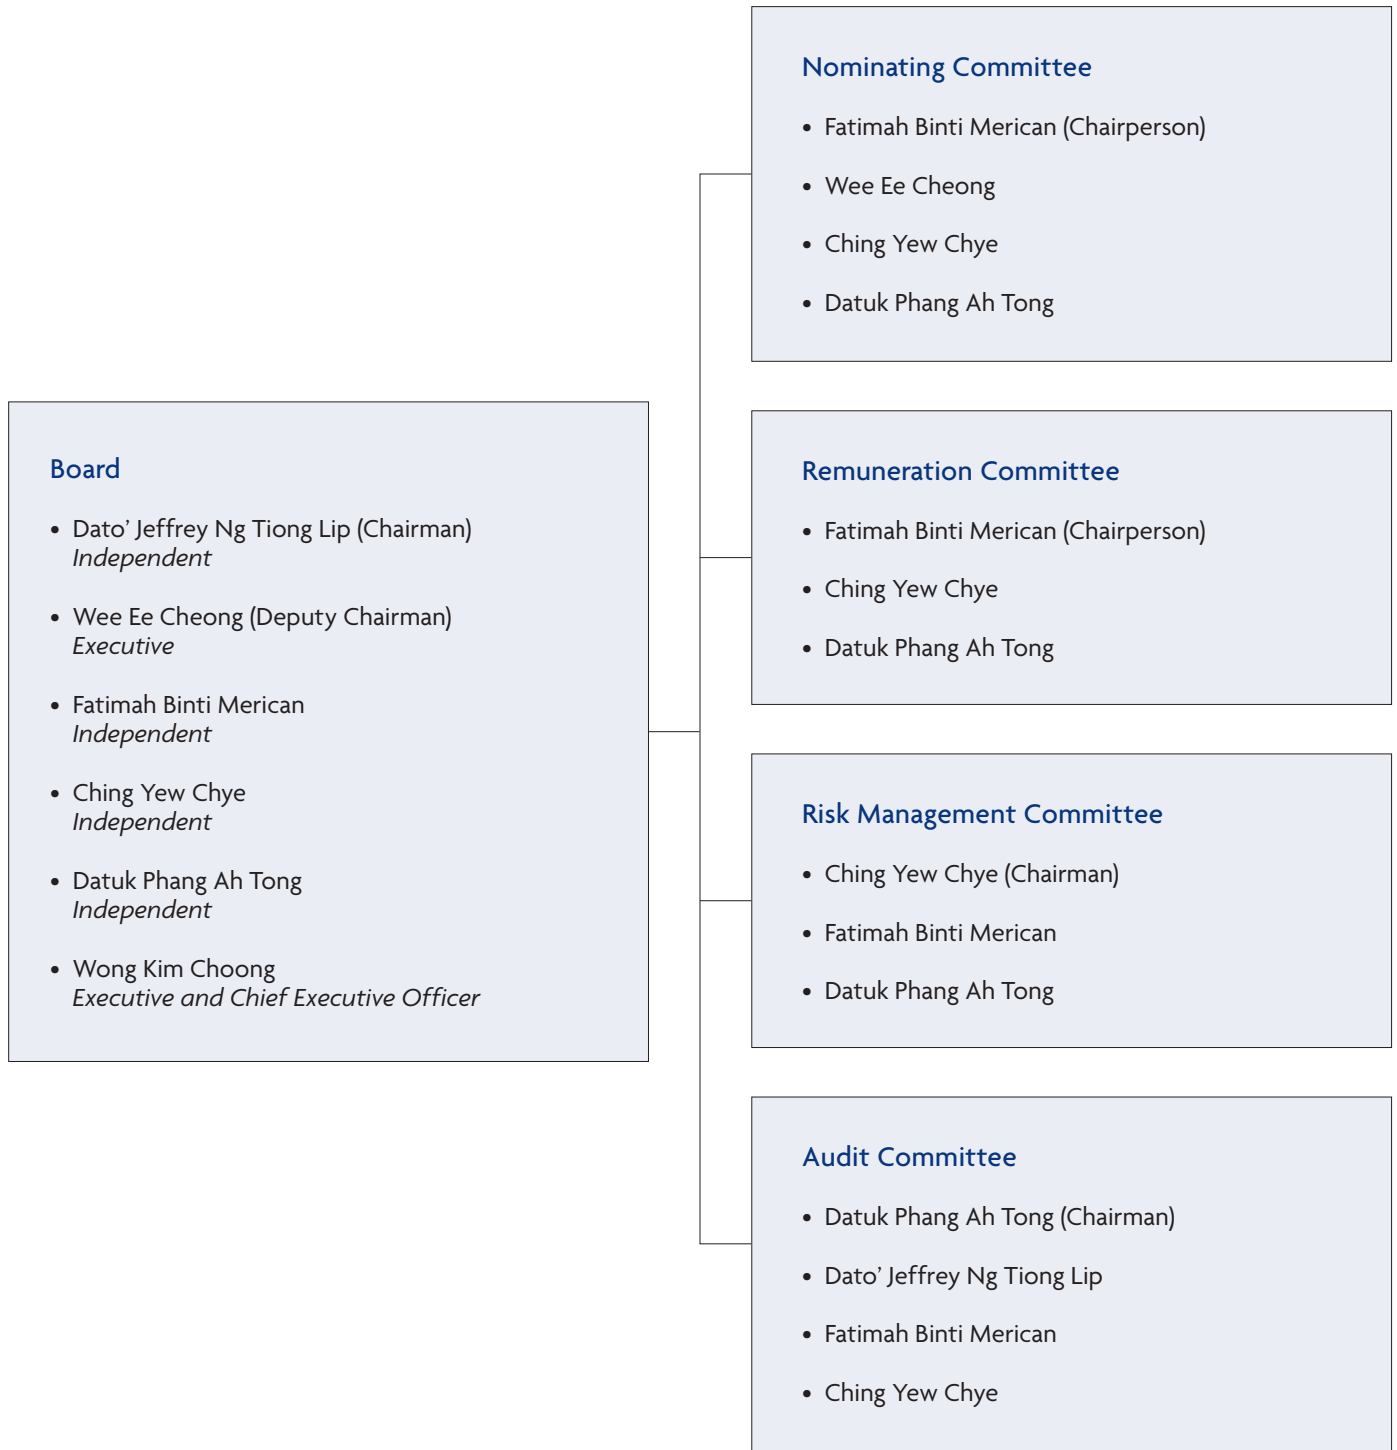 Board
• Dato’ Jeffrey Ng Tiong Lip (Chairman)
Independent
• Wee Ee Cheong (Deputy Chairman)
Executive
• Fatimah Binti Merican
Independent
• Ching Yew Chye
Independent
• Datuk Phang Ah Tong
Independent
• Wong Kim Choong
Executive and Chief Executive Officer
Nominating Committee
• Fatimah Binti Merican (Chairperson)
• Wee Ee Cheong
• Ching Yew Chye
• Datuk Phang Ah Tong
Remuneration Committee
• Fatimah Binti Merican (Chairperson)
• Ching Yew Chye
• Datuk Phang Ah Tong
Risk Management Committee
• Ching Yew Chye (Chairman)
• Fatimah Binti Merican
• Datuk Phang Ah Tong
Audit Committee
• Datuk Phang Ah Tong (Chairman)
• Dato’ Jeffrey Ng Tiong Lip
• Fatimah Binti Merican
• Ching Yew Chye